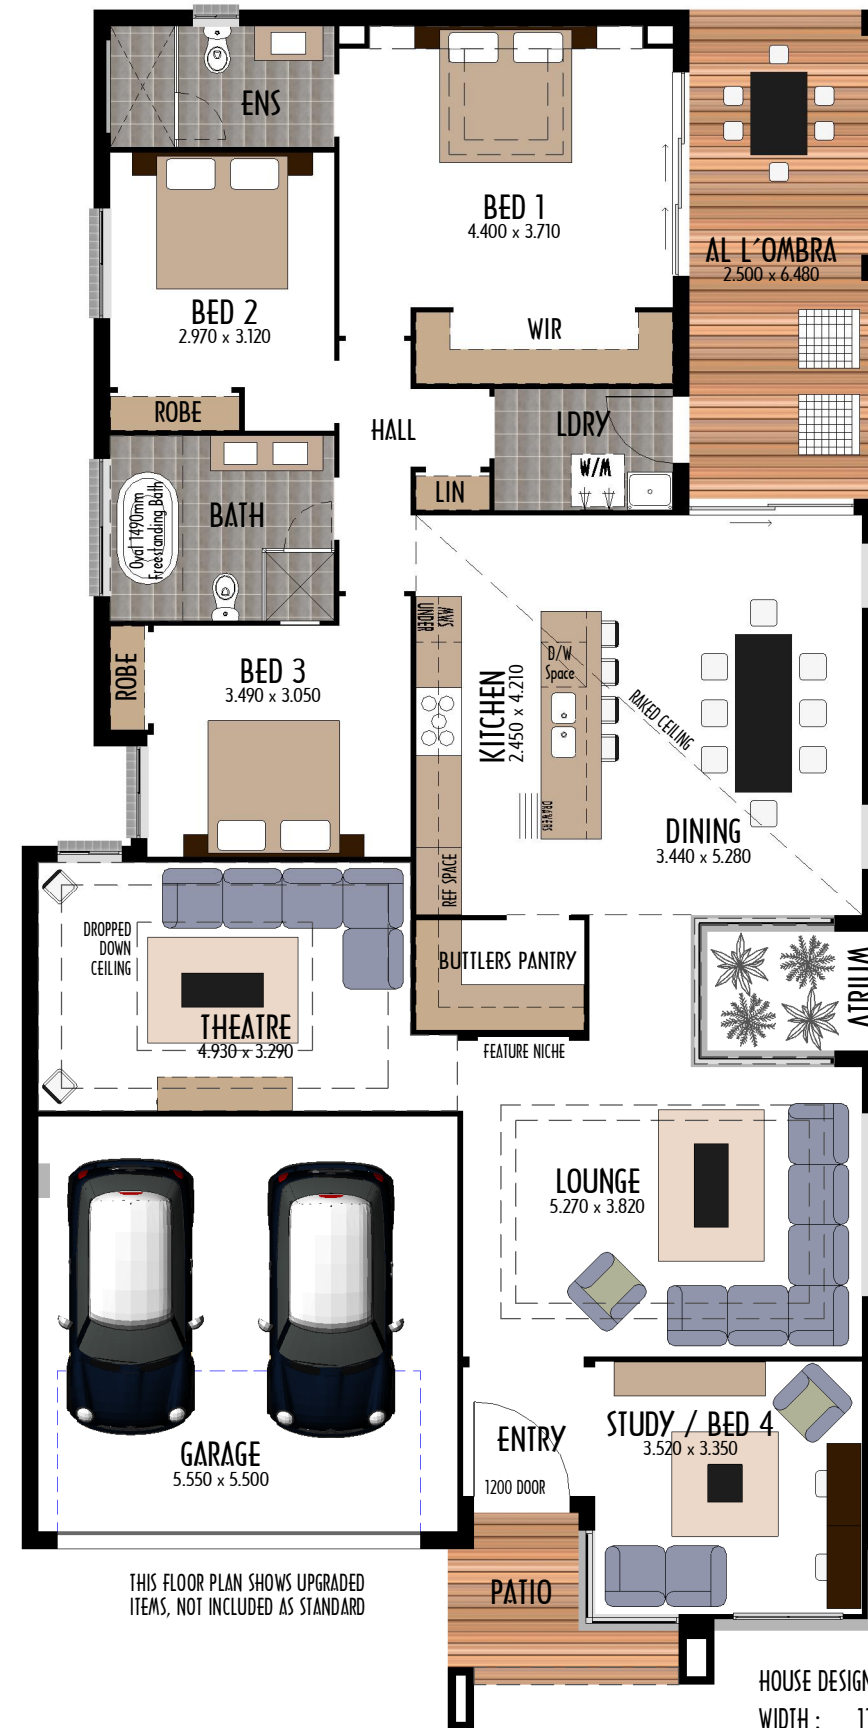 ENS
BED 1
4.400 x 3.710
AL L'OMBRA
2.500 x 6.480
BED 2
2.970 x 3.120
WIR
ROBE
HALL
LDRY
W/M
LIN
BATH
Oval 1490mm
Freestanding Bath
MWS
UNDER
ROBE
BED 3
3.490 x 3.050
D/W
Space
KITCHEN
2.450 x 4.210
RAKED CEILING
DRAWERS
DINING
3.440 x 5.280
REF SPACE
DROPPED
DOWN
CEILING
BUTTLERS PANTRY
THEATRE
4.930 x 3.290
FEATURE NICHE
LOUNGE
5.270 x 3.820
ENTRY
STUDY / BED 4
3.520 x 3.350
GARAGE
5.550 x 5.500
1200 DOOR
THIS FLOOR PLAN SHOWS UPGRADED
ITEMS, NOT INCLUDED AS STANDARD
PATIO
HOUSE DESIGN
WIDTH :